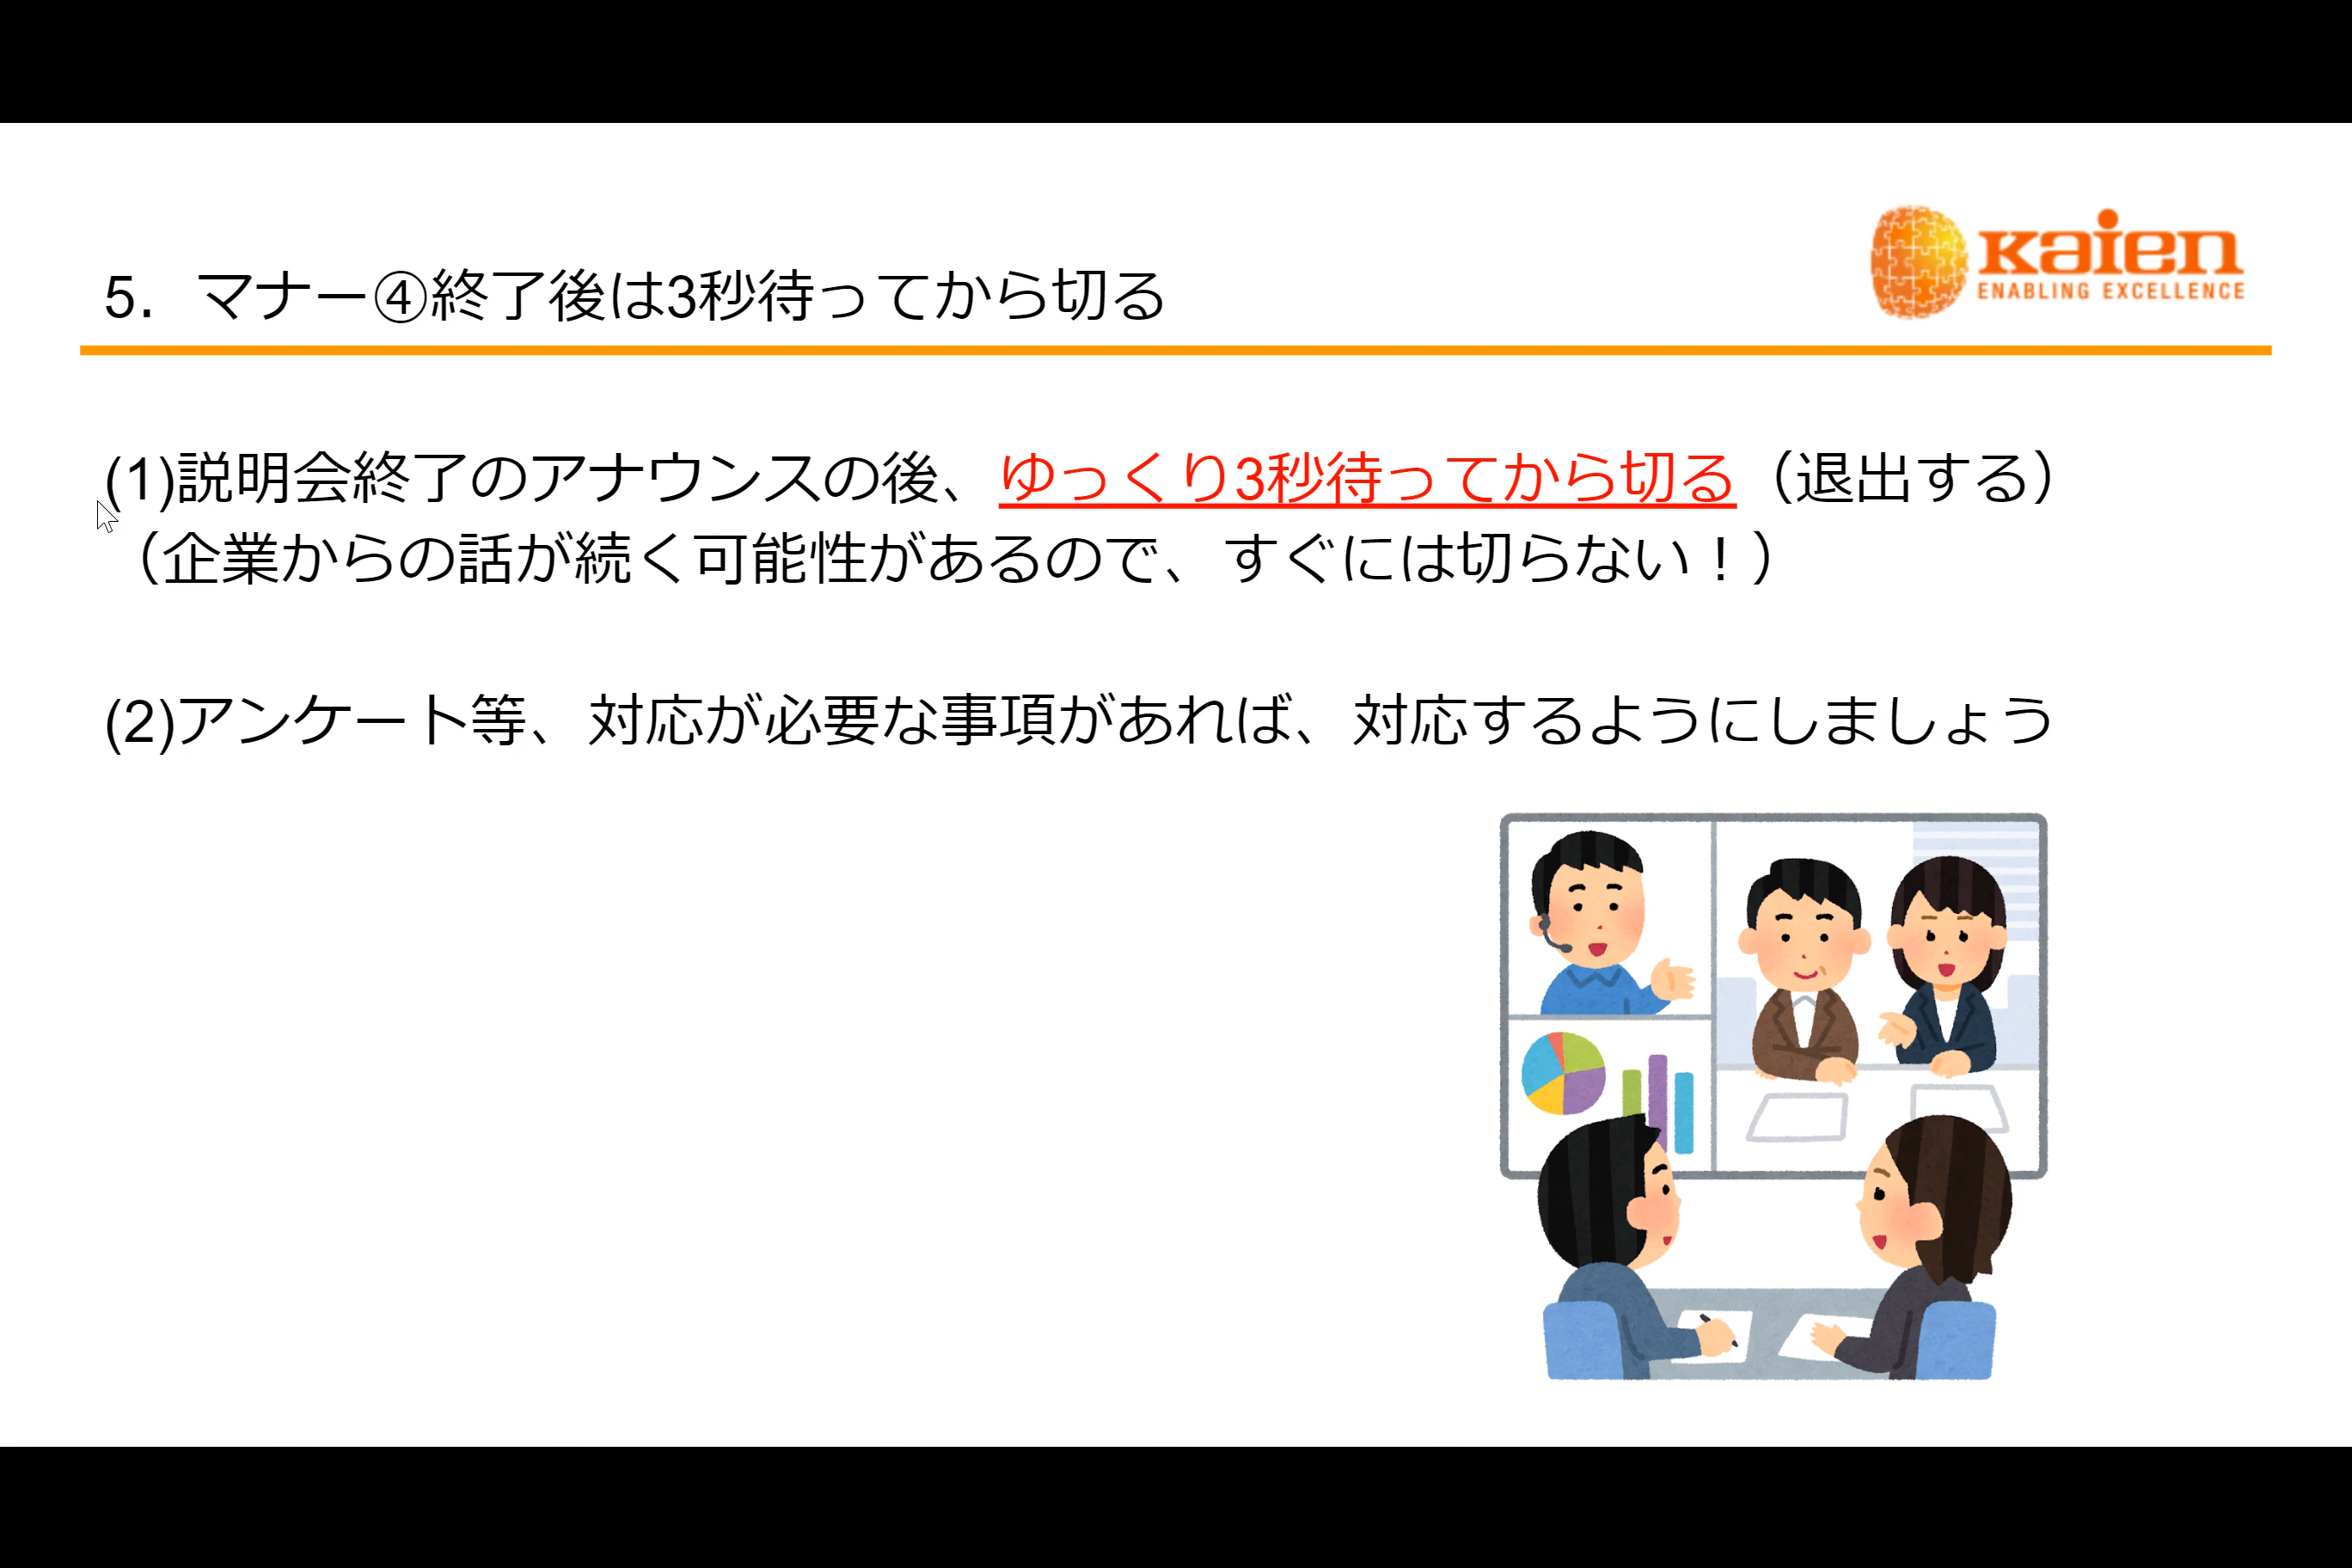 kaien
ENABLING EXCELLENCE
5．マナー④終了後は3秒待ってから切る
(1)説明会終了のアナウンスの後、ゆっくり3秒待ってから切る（退出する）
（企業からの話が続く可能性があるので、すぐには切らない！）
(2)アンケート等、対応が必要な事項があれば、対応するようにしましょう